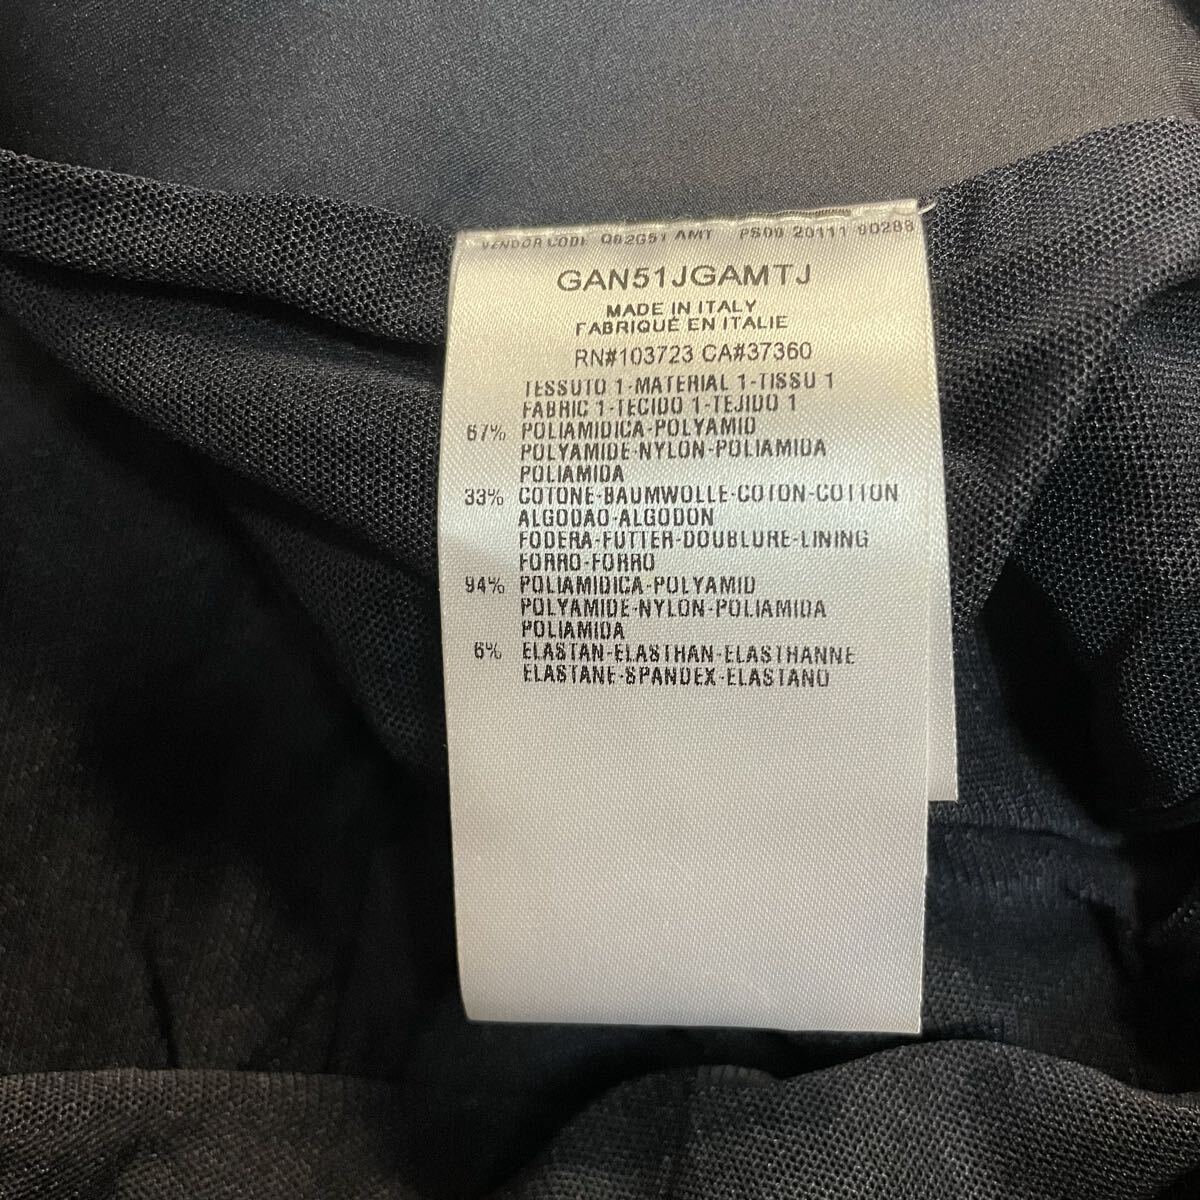 VENDOR CODE Q82G51 AMT PS09 20111 90288
GAN51JGAMTJ
MADE IN ITALY
FABRIQUÉ EN ITALIE
RN#103723 CA#37360
TESSUTO 1-MATERIAL 1-TISSU 1
FABRIC 1-TECIDO 1-TEJIDO 1
67% POLIAMIDICA-POLYAMID
POLYAMIDE-NYLON-POLIAMIDA
POLIAMIDA
33% COTONE-BAUMWOLLE-COTON-COTTON
ALGODAO-ALGODON
FODERA-FUTTER-DOUBLURE-LINING
FORRO-FORRO
94% POLIAMIDICA-POLYAMID
POLYAMIDE-NYLON-POLIAMIDA
POLIAMIDA
6% ELASTAN-ELASTHAN-ELASTHANNE
ELASTANE-SPANDEX-ELASTANO